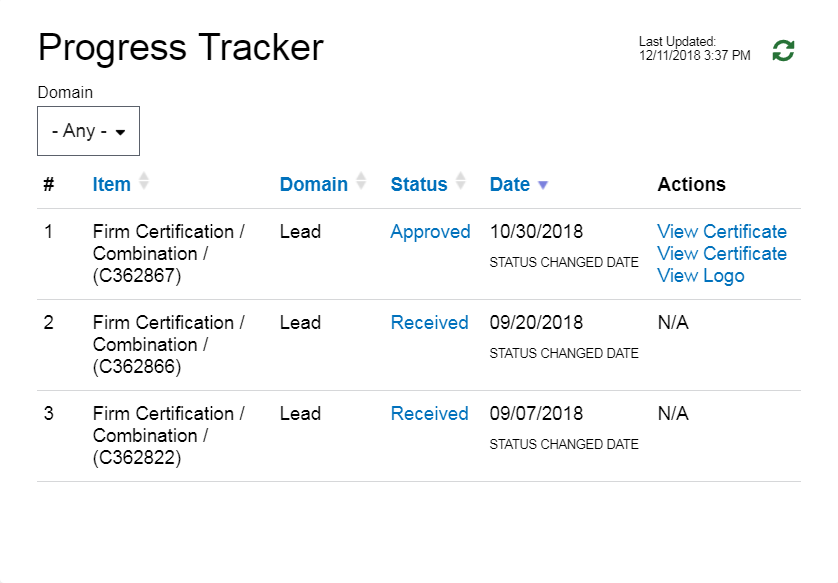 Progress Tracker
Last Updated:
12/11/2018 3:37 PM
Domain
- Any -
# Item Domain Status Date Actions
1 Firm Certification / Lead Approved 10/30/2018 View Certificate
Combination / STATUS CHANGED DATE View Certificate
(C362867) View Logo
2 Firm Certification / Lead Received 09/20/2018 N/A
Combination / STATUS CHANGED DATE
(C362866)
3 Firm Certification / Lead Received 09/07/2018 N/A
Combination / STATUS CHANGED DATE
(C362822)